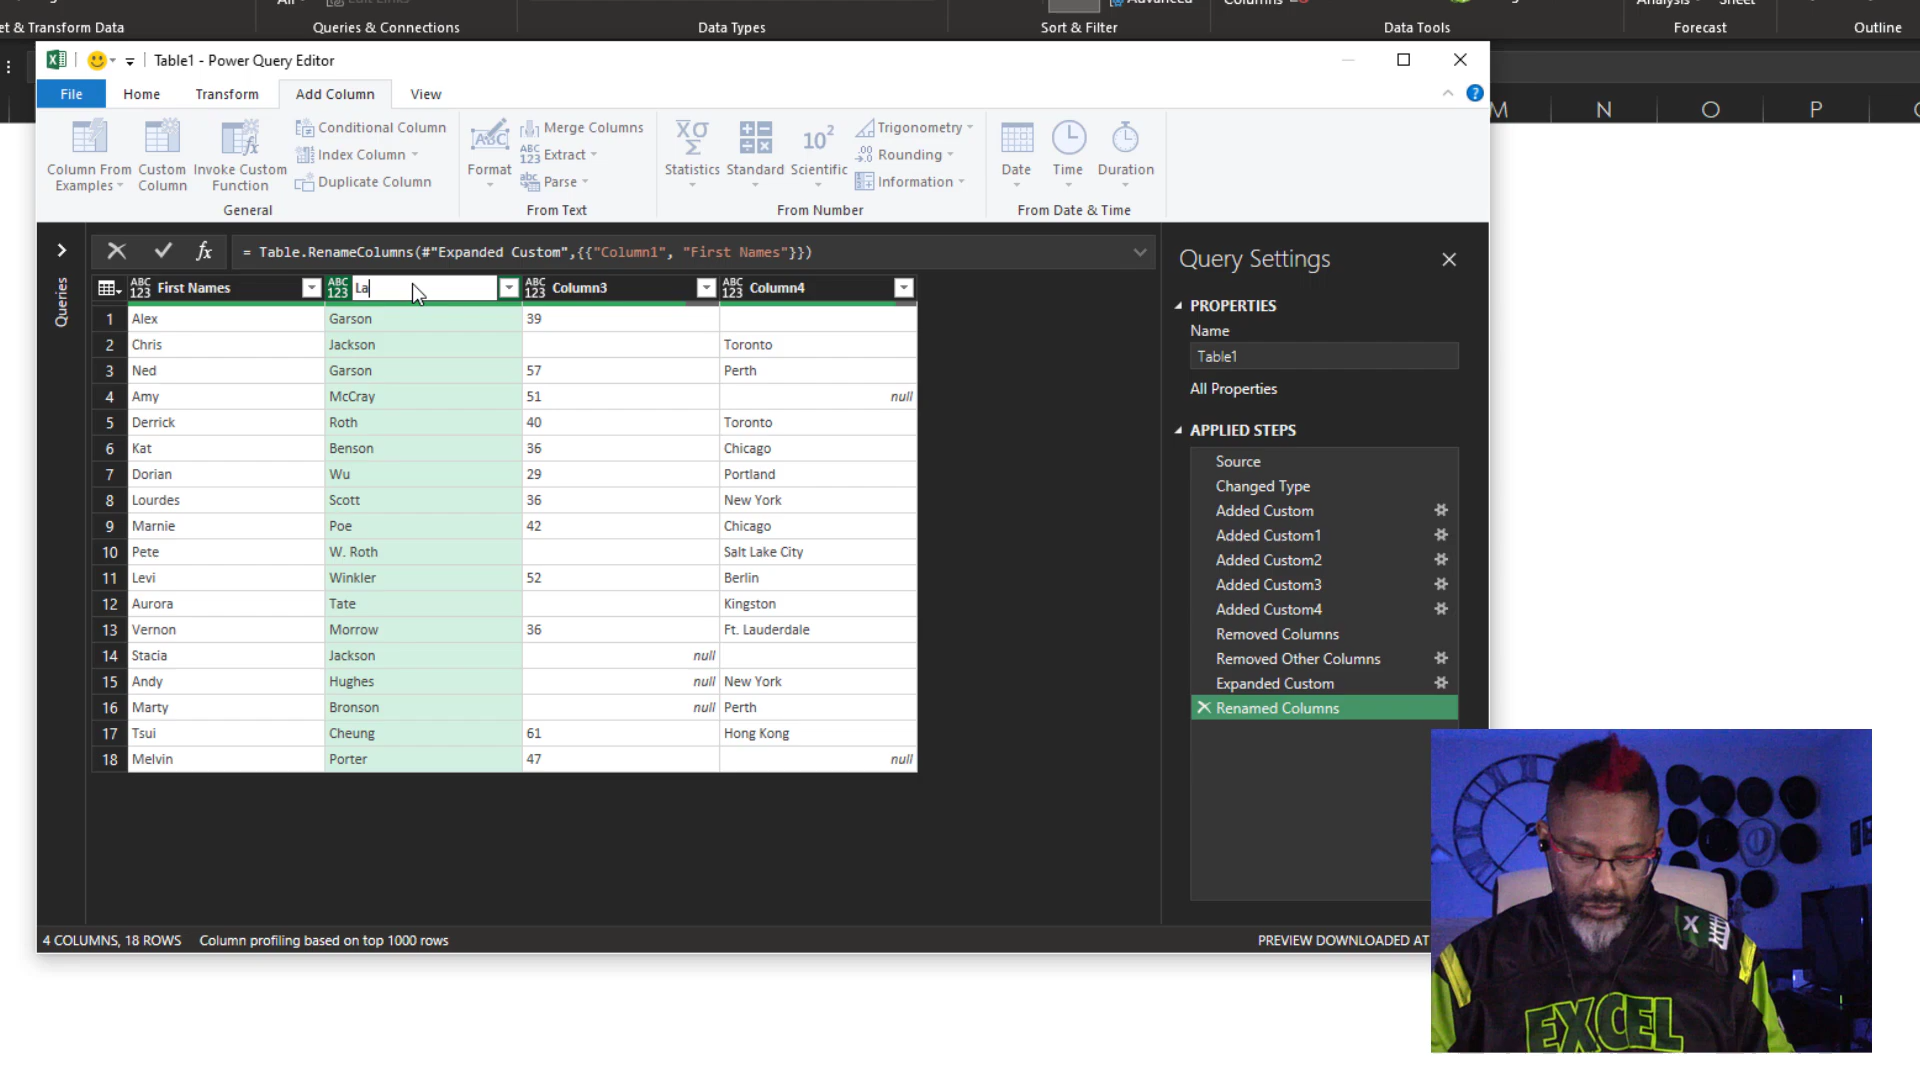 et & Transform Data
Queries & Connections
Data Types
Sort & Filter
Data Tools
Forecast
Outline
Table1 - Power Query Editor
File
Home
Transform
Add Column
View
M
N
O
P
Column From Examples
Custom Column
Invoke Custom Function
Conditional Column
Index Column
Duplicate Column
General
Format
Merge Columns
Extract
Parse
From Text
Statistics
Standard
Scientific
Trigonometry
Rounding
Information
From Number
Date
Time
Duration
From Date & Time
Queries
fx
= Table.RenameColumns(#"Expanded Custom",{{"Column1", "First Names"}})
ABC 123 First Names ABC 123 La ABC 123 Column3 ABC 123 Column4
1 Alex Garson 39
2 Chris Jackson Toronto
3 Ned Garson 57 Perth
4 Amy McCray 51 null
5 Derrick Roth 40 Toronto
6 Kat Benson 36 Chicago
7 Dorian Wu 29 Portland
8 Lourdes Scott 36 New York
9 Marnie Poe 42 Chicago
10 Pete W. Roth Salt Lake City
11 Levi Winkler 52 Berlin
12 Aurora Tate Kingston
13 Vernon Morrow 36 Ft. Lauderdale
14 Stacia Jackson null
15 Andy Hughes null New York
16 Marty Bronson null Perth
17 Tsui Cheung 61 Hong Kong
18 Melvin Porter 47 null
Query Settings
PROPERTIES
Name
Table1
All Properties
APPLIED STEPS
Source
Changed Type
Added Custom
Added Custom1
Added Custom2
Added Custom3
Added Custom4
Removed Columns
Removed Other Columns
Expanded Custom
Renamed Columns
4 COLUMNS, 18 ROWS
Column profiling based on top 1000 rows
PREVIEW DOWNLOADED AT
X
EXCEL